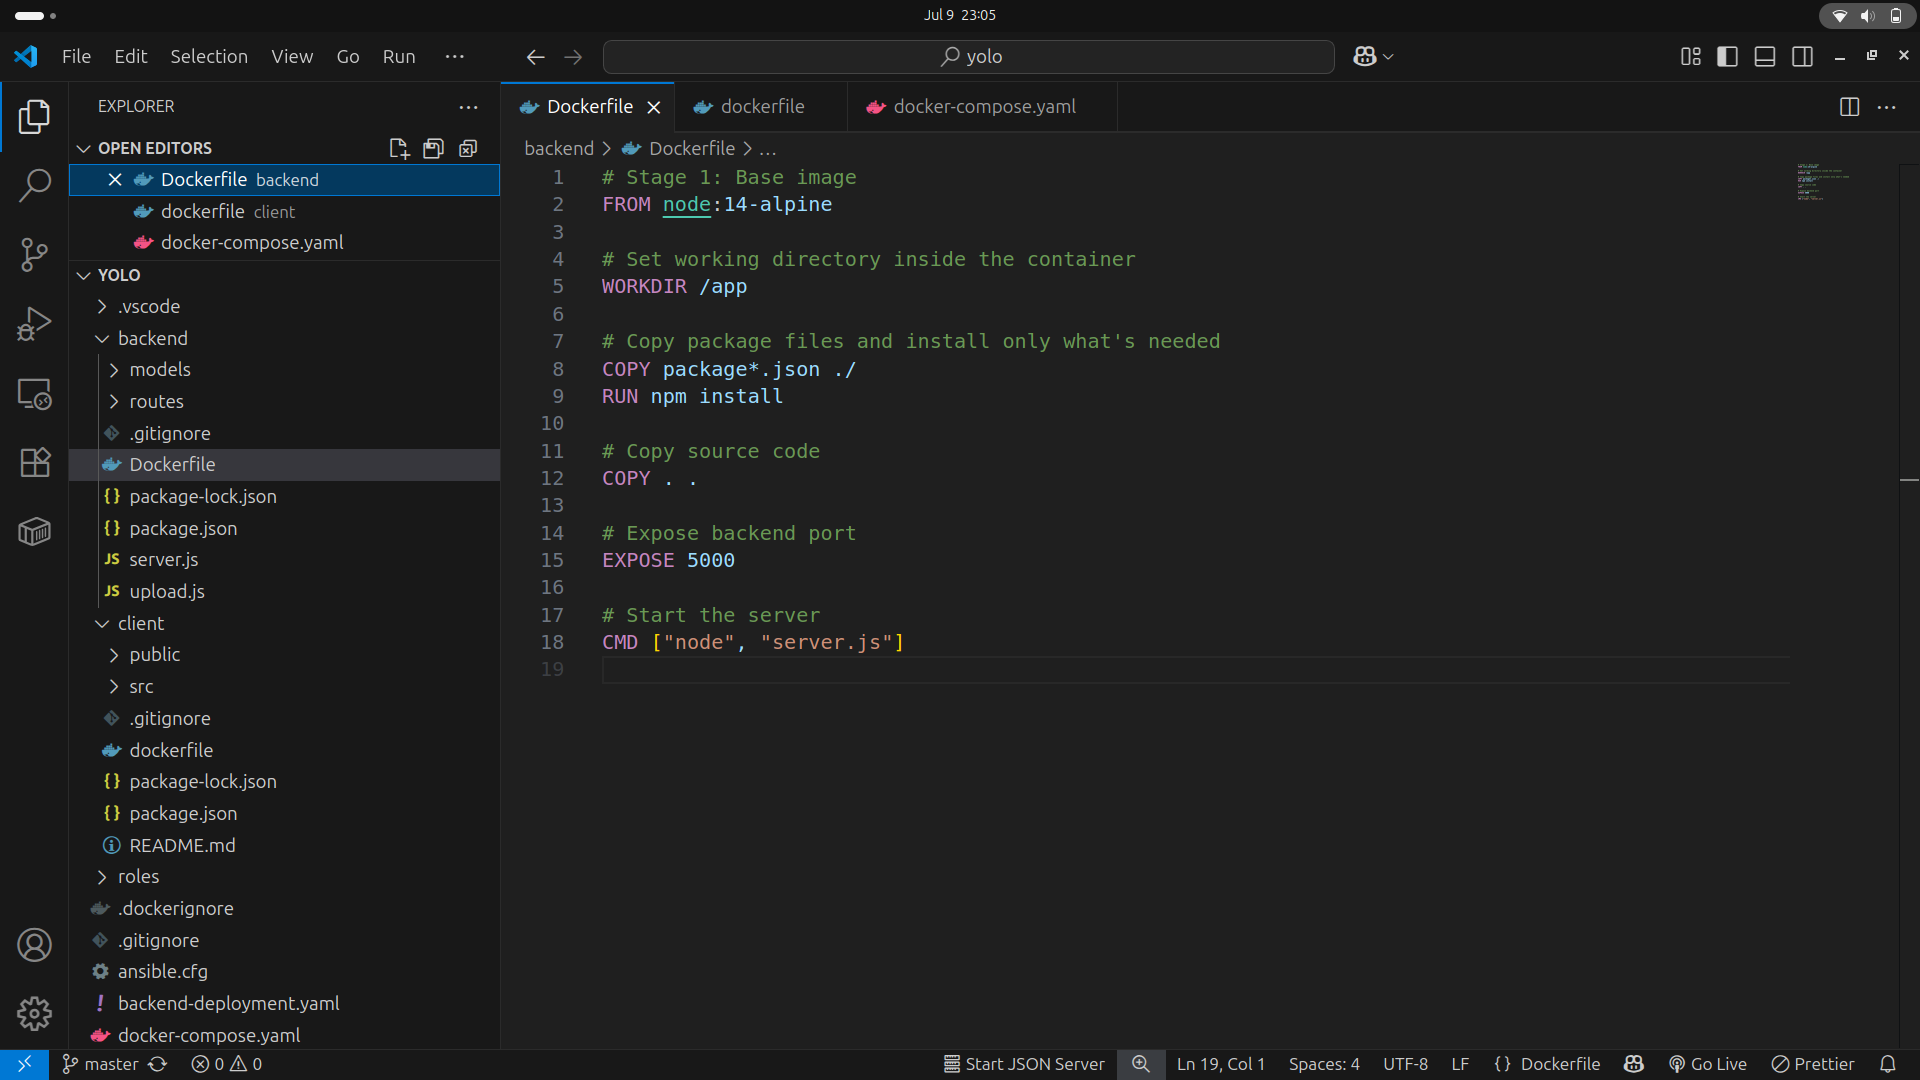 Jul 9 23:05
File Edit Selection View Go Run ···
yolo
EXPLORER
OPEN EDITORS
Dockerfile backend
dockerfile client
docker-compose.yaml
YOLO
.vscode
backend
models
routes
.gitignore
Dockerfile
package-lock.json
package.json
JS server.js
JS upload.js
client
public
src
.gitignore
dockerfile
package-lock.json
package.json
README.md
roles
.dockerignore
.gitignore
ansible.cfg
! backend-deployment.yaml
docker-compose.yaml
Dockerfile dockerfile docker-compose.yaml
backend > Dockerfile > ...
1 # Stage 1: Base image
2 FROM node:14-alpine
3
4 # Set working directory inside the container
5 WORKDIR /app
6
7 # Copy package files and install only what's needed
8 COPY package*.json ./
9 RUN npm install
10
11 # Copy source code
12 COPY . .
13
14 # Expose backend port
15 EXPOSE 5000
16
17 # Start the server
18 CMD ["node", "server.js"]
19
master 0 0 Start JSON Server Ln 19, Col 1 Spaces: 4 UTF-8 LF {} Dockerfile Go Live Prettier